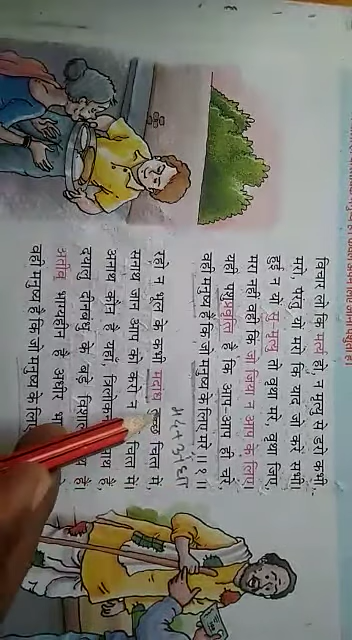 विचार लो कि मर्त्य हो न मृत्यु से डरो कभी,
मरो परंतु यों मरो कि याद जो करें सभी।
हुई न यों सु-मृत्यु तो वृथा मरे, वृथा जिए,
मरा नहीं वही कि जो जिया न आपके लिए।
यही पशु-प्रवृत्ति है कि आप-आप ही चरे,
वही मनुष्य है कि जो मनुष्य के लिए मरे॥१॥
रहो न भूल के कभी मदांध तुच्छ वित्त में,
सनाथ जान आप को करो न चित्त में।
अनाथ कौन है यहाँ, त्रिलोकनाथ साथ हैं,
दयालु दीनबंधु के बड़े विशाल हैं।
अतीव भाग्यहीन है अधीर
वही मनुष्य है कि जो मनुष्य के लिए